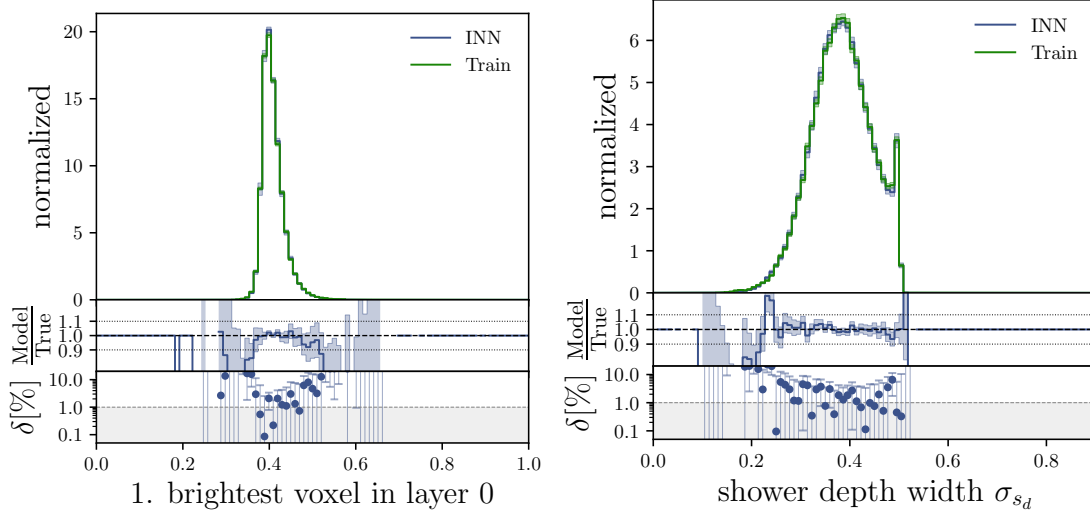 INN
Train
normalized
20
15
10
5
0
Model
True
1.1
1.0
0.9
δ[%]
10.0
1.0
0.1
0.0 0.2 0.4 0.6 0.8 1.0
1. brightest voxel in layer 0
INN
Train
normalized
6
5
4
3
2
1
0
Model
True
1.1
1.0
0.9
δ[%]
10.0
1.0
0.1
0.0 0.2 0.4 0.6 0.8
shower depth width σ_{s_d}